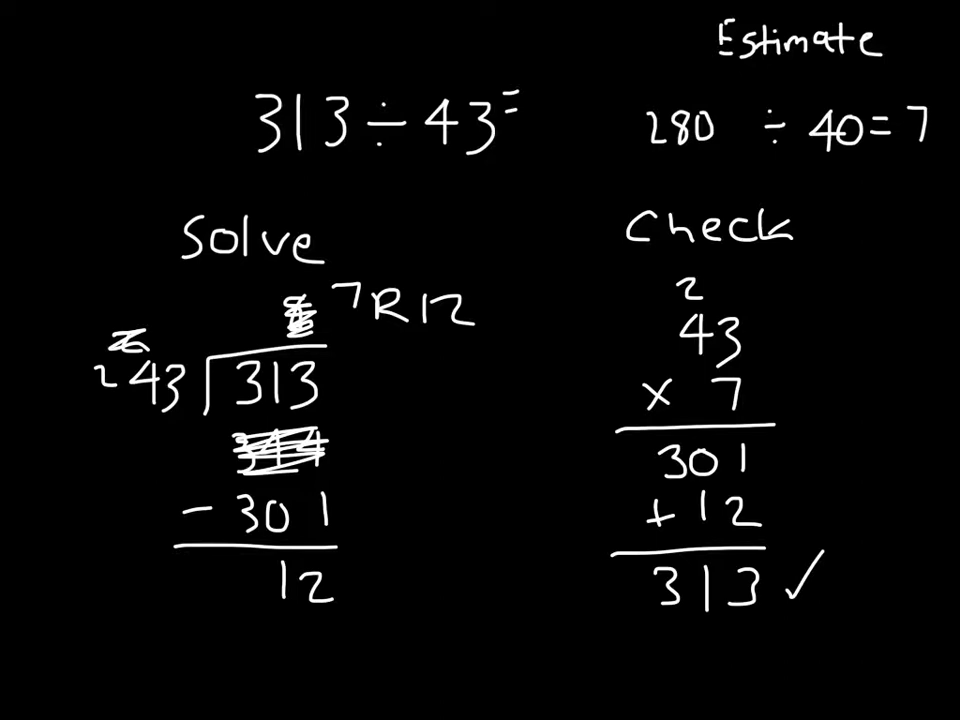 Estimate
313 ÷ 43 =
280 ÷ 40 = 7
Solve
7 R 12
2
43 ) 313
- 301
12
Check
2
43
x 7
301
+ 12
313 ✓